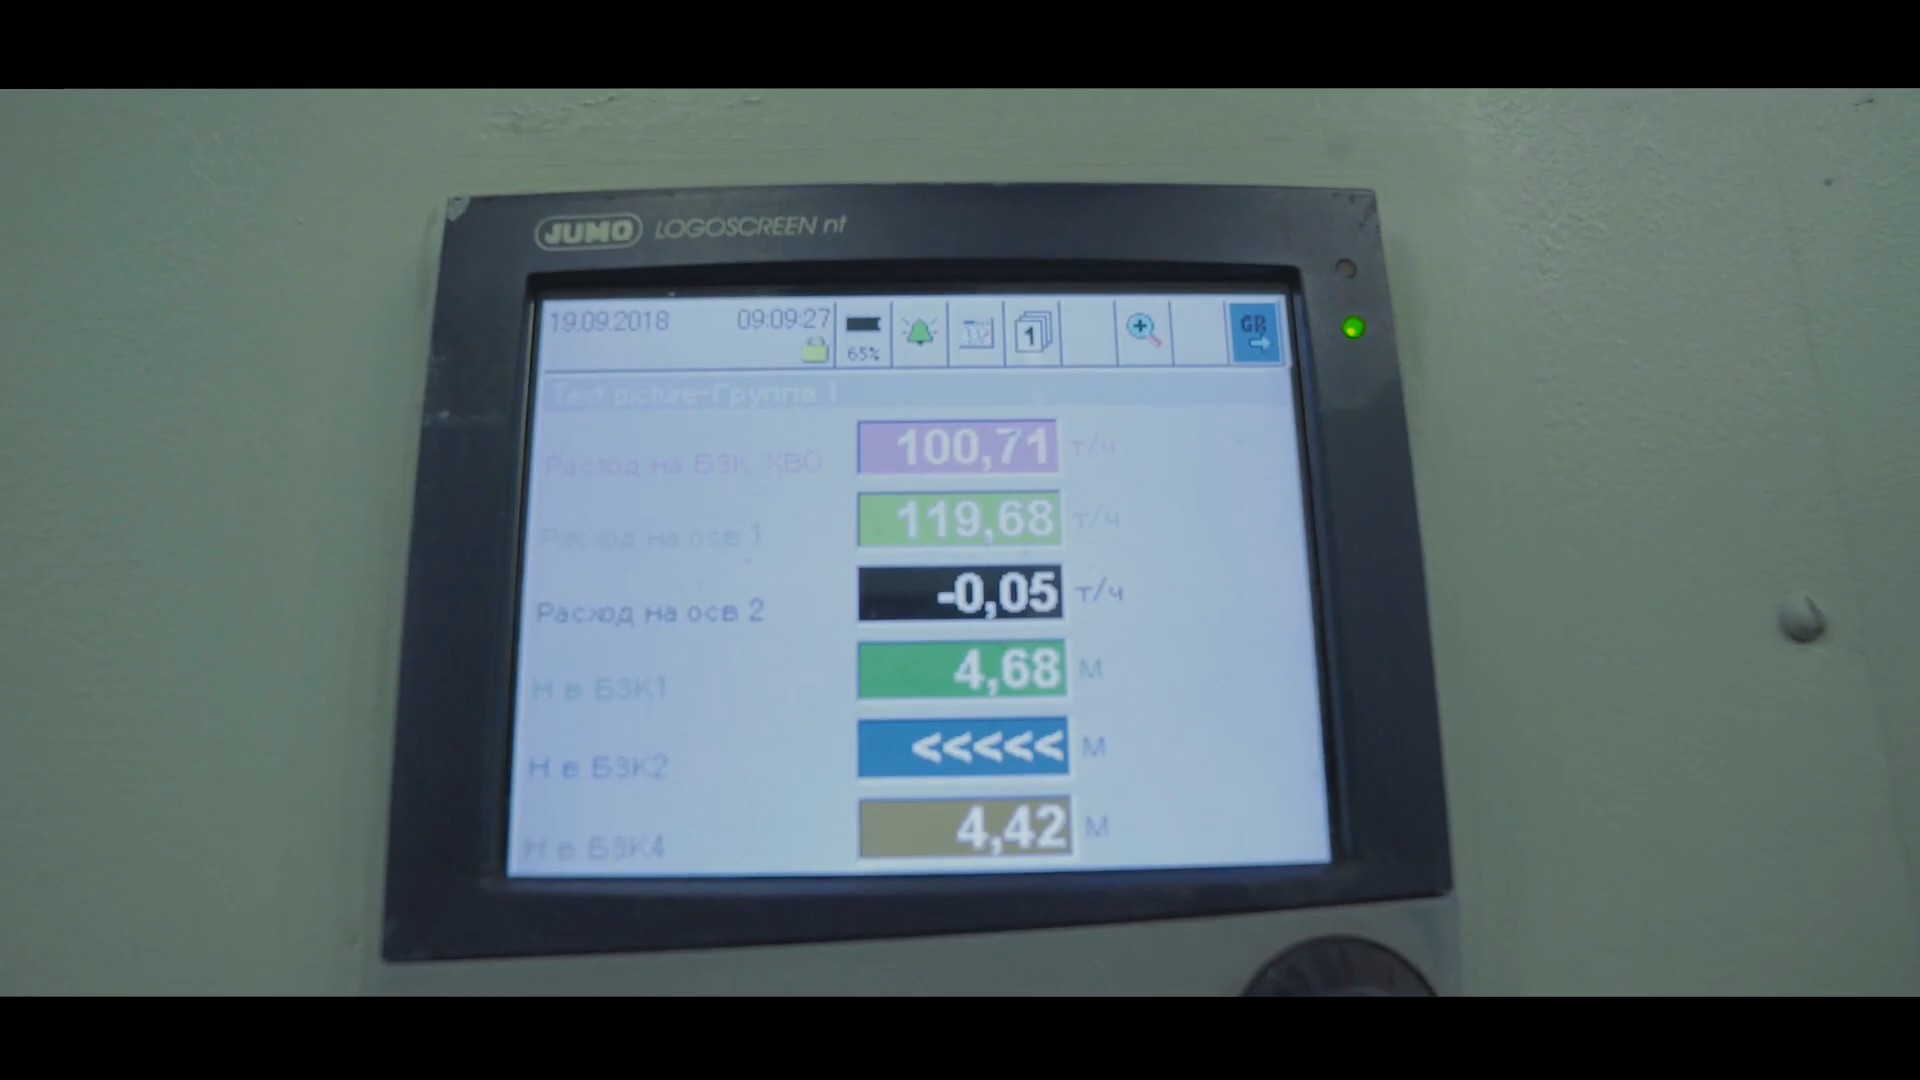 JUMO LOGOSCREEN nt
19.09.2018 09:09:27
65%
1
GR
Text picture-Группа 1
Расход на БЗК, ХВО 100,71 т/ч
Расход на осв 1 119,68 т/ч
Расход на осв 2 -0,05 т/ч
Н в БЗК1 4,68 М
Н в БЗК2 <<<<< М
Н в БЗК4 4,42 М